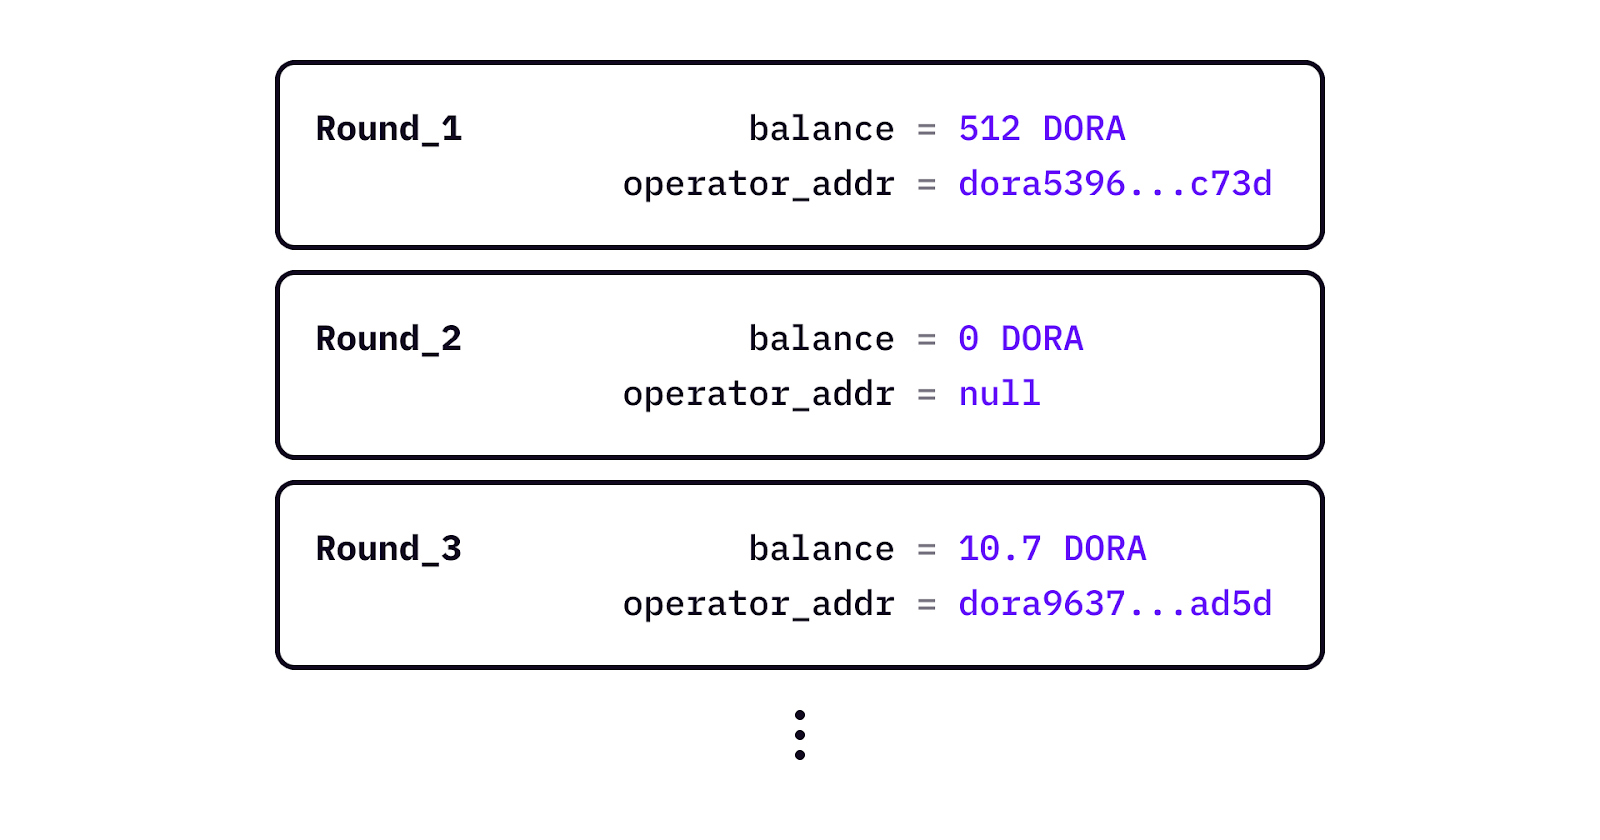 Round_1 balance = 512 DORA
operator_addr = dora5396...c73d
Round_2 balance = 0 DORA
operator_addr = null
Round_3 balance = 10.7 DORA
operator_addr = dora9637...ad5d